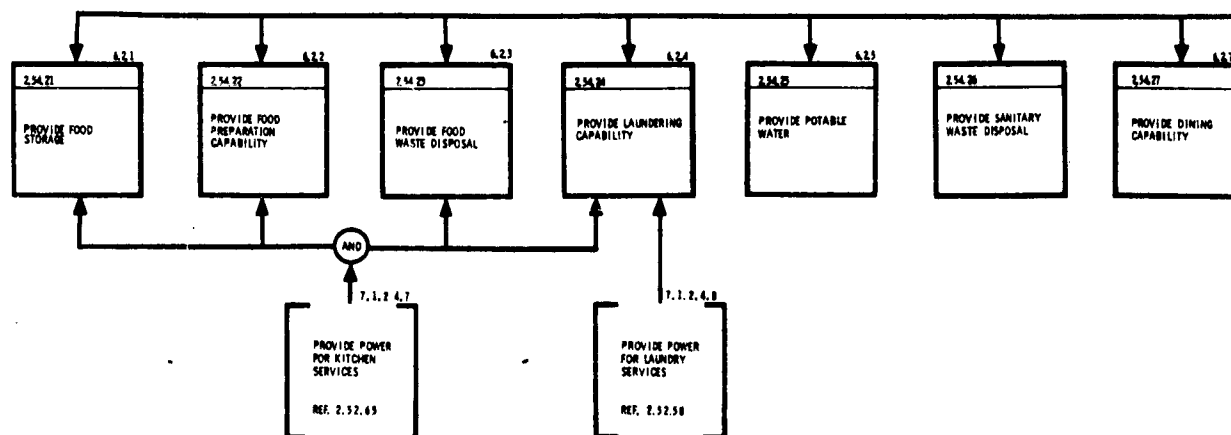 6,2,1
2,54,21
PROVIDE FOOD
STORAGE
6,2,2
2,54,22
PROVIDE FOOD
PREPARATION
CAPABILITY
6,2,3
2,54,23
PROVIDE FOOD
WASTE DISPOSAL
6,2,4
2,54,24
PROVIDE LAUNDERING
CAPABILITY
6,2,5
2,54,25
PROVIDE POTABLE
WATER
2,54,26
PROVIDE SANITARY
WASTE DISPOSAL
2,54,27
PROVIDE DINING
CAPABILITY
AND
7,1,2 4,7
PROVIDE POWER
FOR KITCHEN
SERVICES
REF. 2,52,65
7,1,2,4,8
PROVIDE POWER
FOR LAUNDRY
SERVICES
REF. 2,52,58